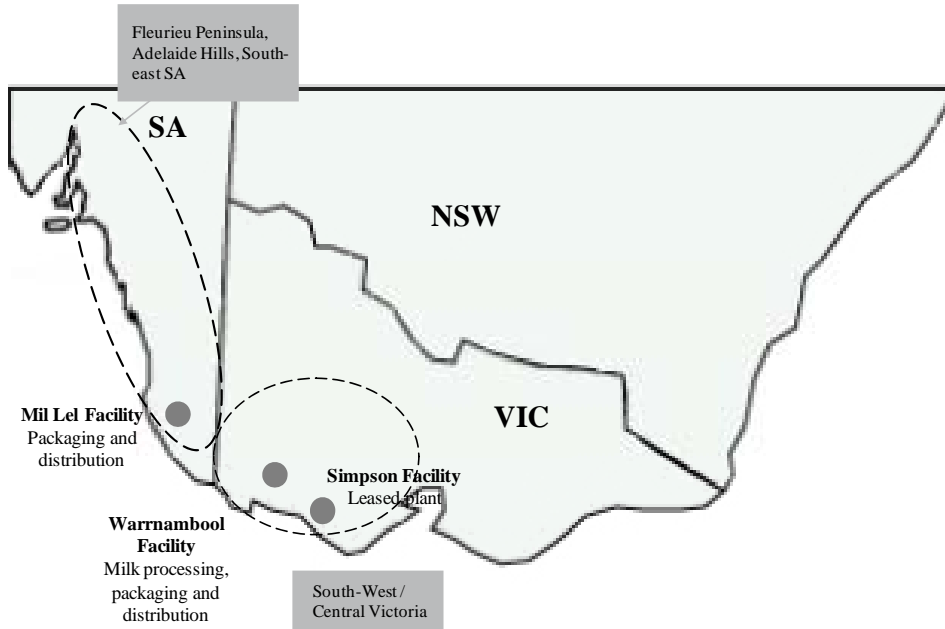 Fleurieu Peninsula,
Adelaide Hills, South-
east SA
SA
NSW
VIC
Mil Lel Facility
Packaging and
distribution
Simpson Facility
Leased plant
Warrnambool
Facility
Milk processing,
packaging and
distribution
South-West /
Central Victoria